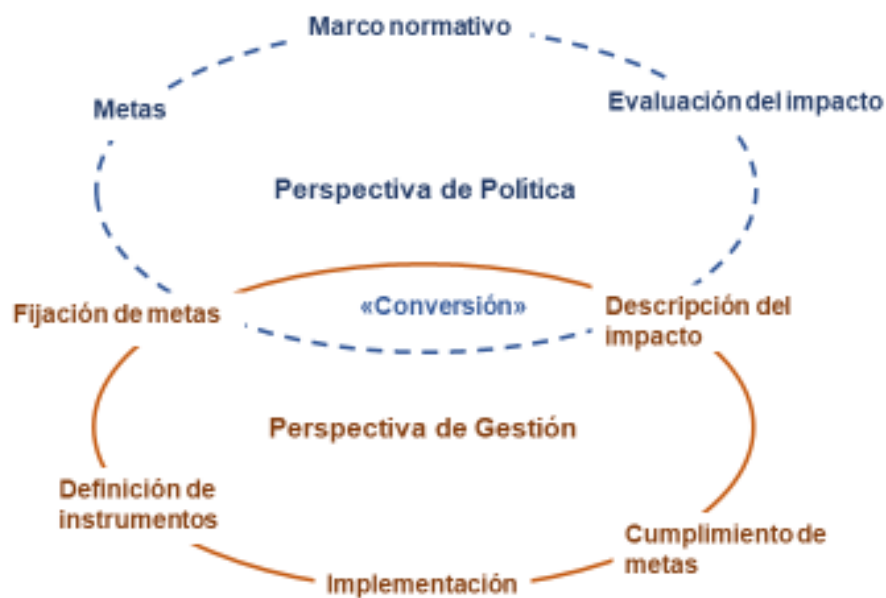 Marco normativo
Metas
Evaluación del impacto
Perspectiva de Política
Fijación de metas
«Conversión»
Descripción del
impacto
Perspectiva de Gestión
Definición de
instrumentos
Cumplimiento de
metas
Implementación